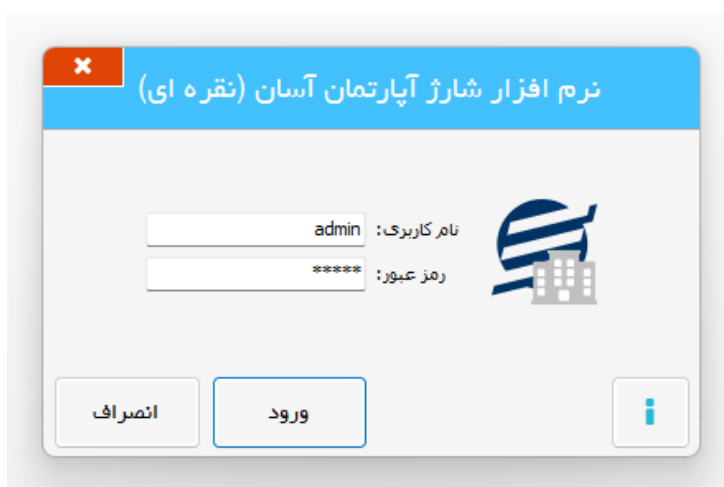 نرم افزار شارژ آپارتمان آسان (نقره ای)
نام کاربری: admin
رمز عبور: *****
ورود
انصراف